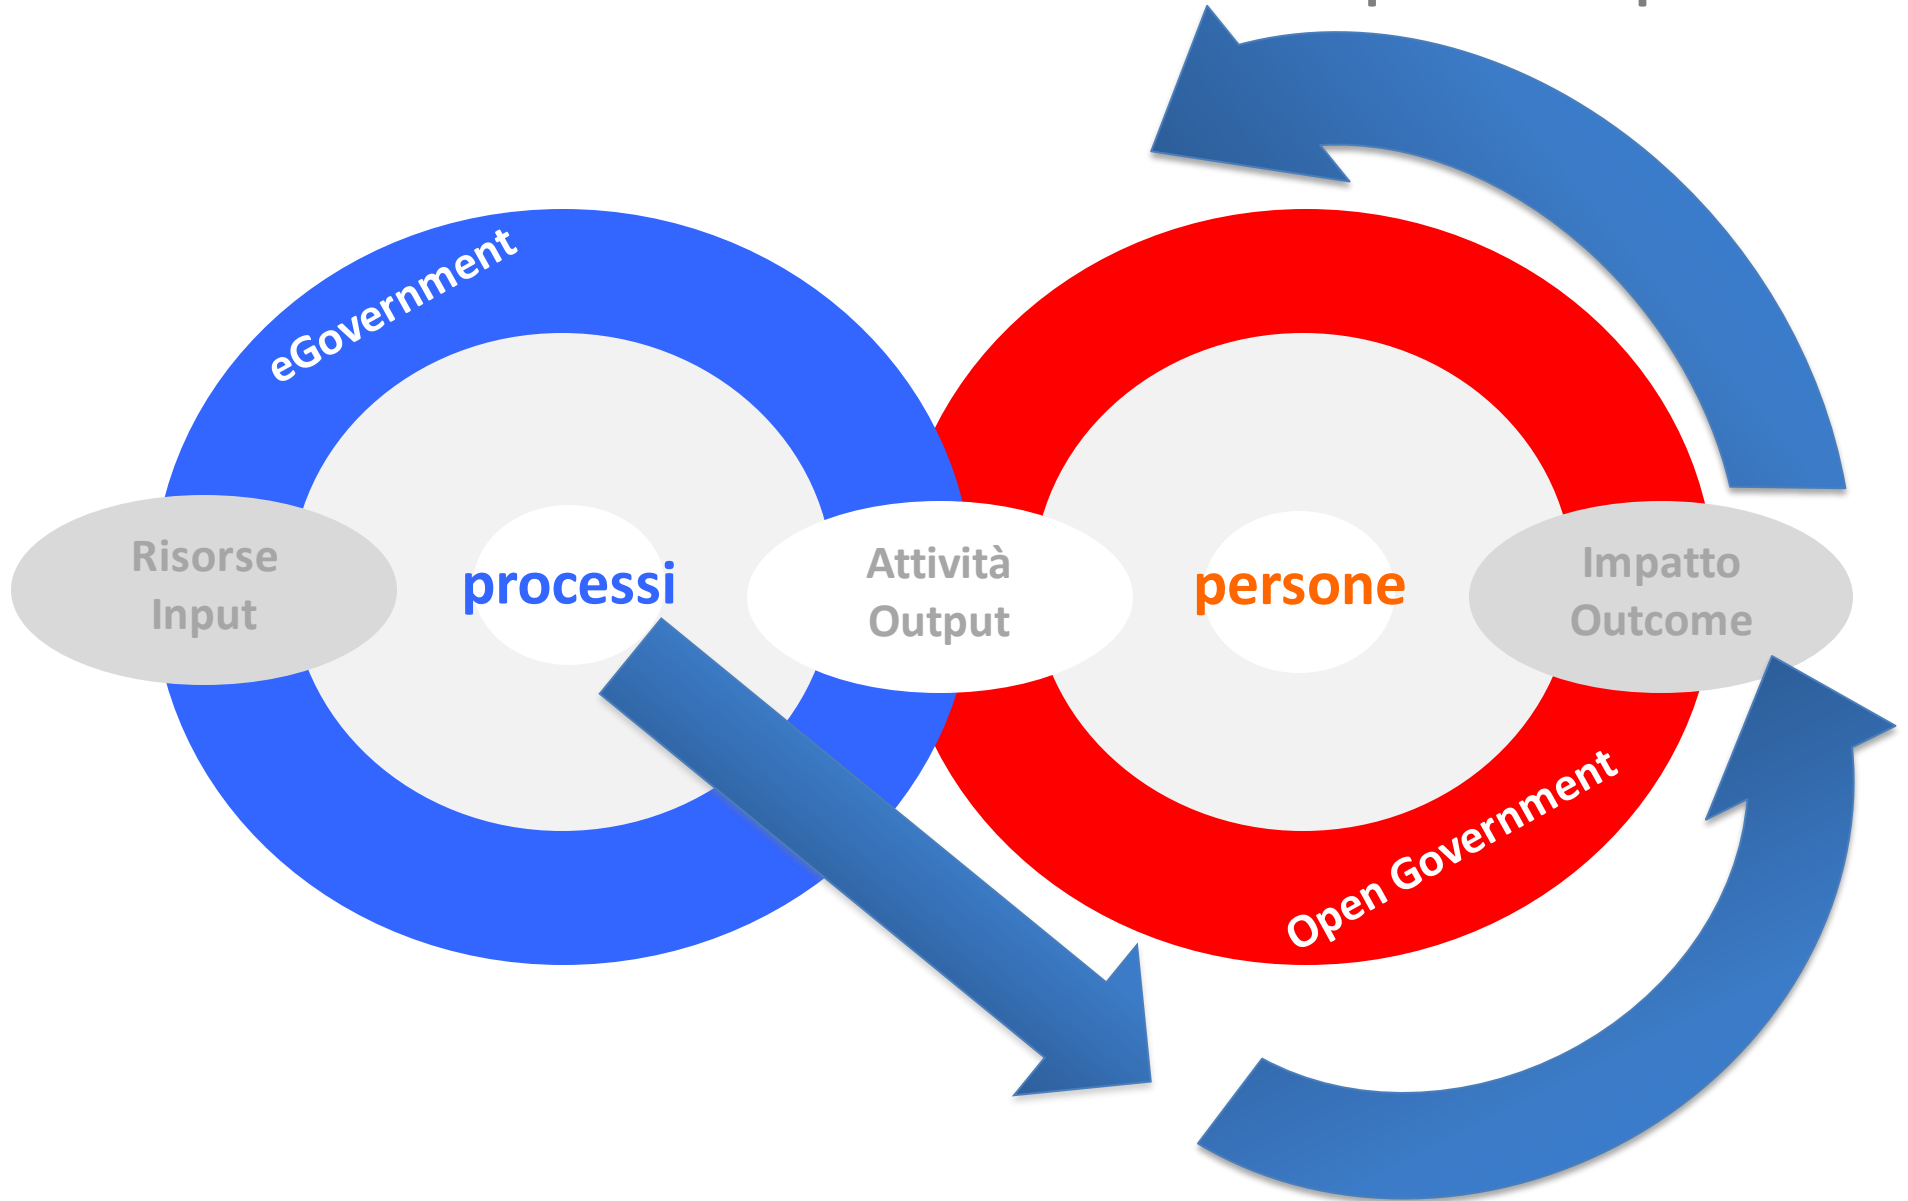 eGovernment
Risorse
Input
processi
Attività
Output
persone
Impatto
Outcome
Open Government